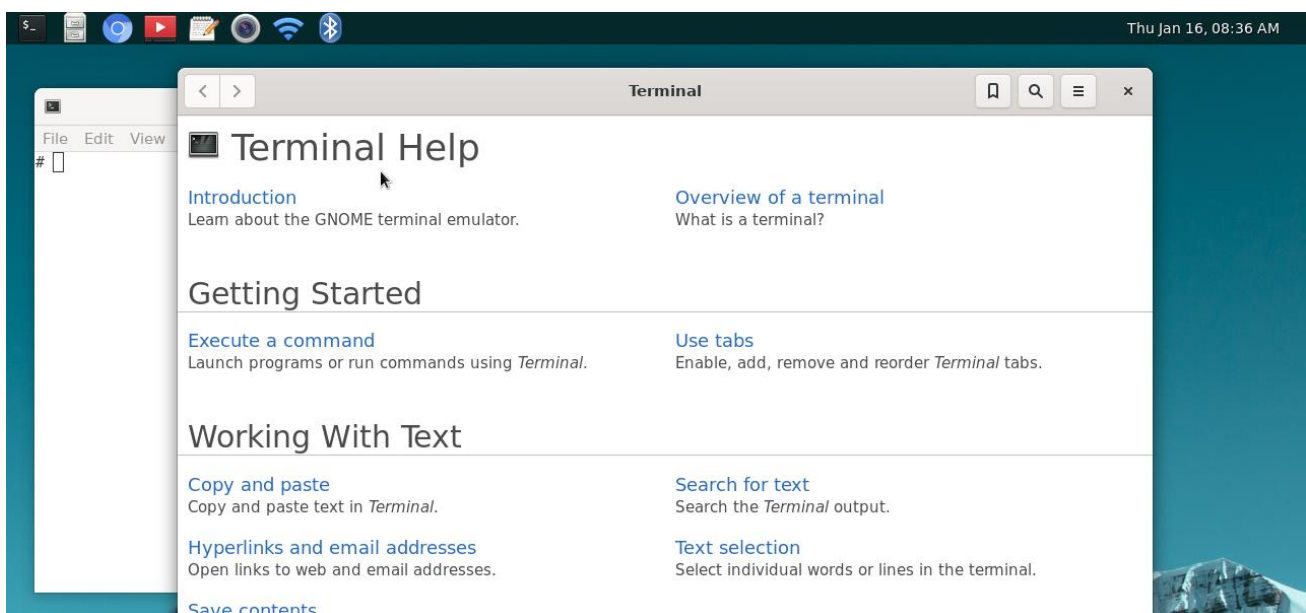 $_
Thu Jan 16, 08:36 AM
Terminal
File Edit View
#
Terminal Help
Introduction
Learn about the GNOME terminal emulator.
Overview of a terminal
What is a terminal?
Getting Started
Execute a command
Launch programs or run commands using Terminal.
Use tabs
Enable, add, remove and reorder Terminal tabs.
Working With Text
Copy and paste
Copy and paste text in Terminal.
Search for text
Search the Terminal output.
Hyperlinks and email addresses
Open links to web and email addresses.
Text selection
Select individual words or lines in the terminal.
Save contents